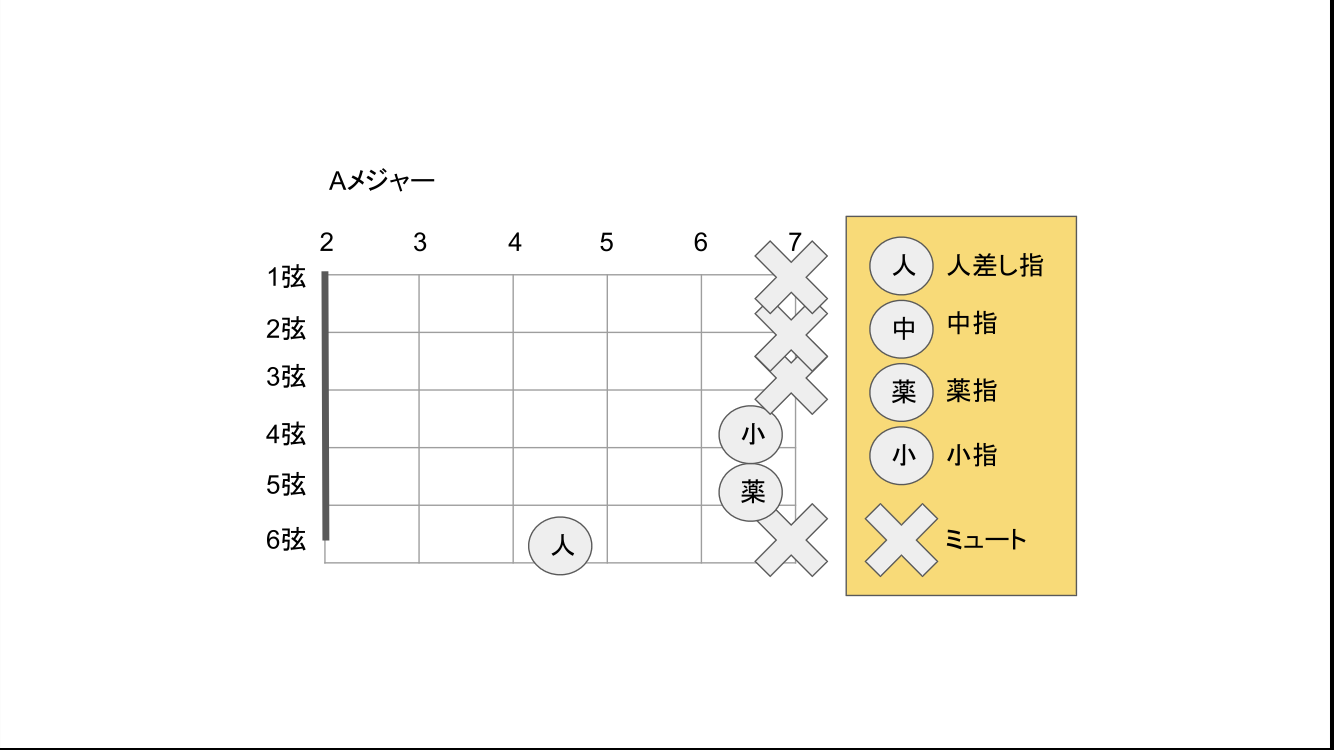 Aメジャー
2 3 4 5 6 7
1弦
2弦
3弦
4弦
5弦
6弦
小
薬
人
人 人差し指
中 中指
薬 薬指
小 小指
ミュート